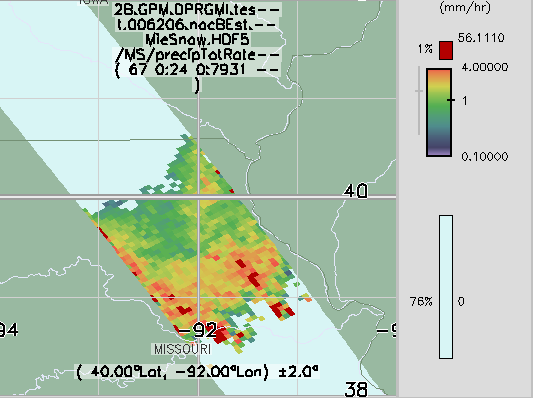 IOWA
2B.GPM.DPRGMI.tes--
t.006206.nocBEst.--
MieSnow.HDF5
/MS/precipTotRate--
( 67 0:24 0:7931 --
)
(mm/hr)
1% 56.1110
4.00000
1
0.10000
40
76% 0
94 -92
MISSOURI
( 40.00°Lat, -92.00°Lon) ±2.0°
38